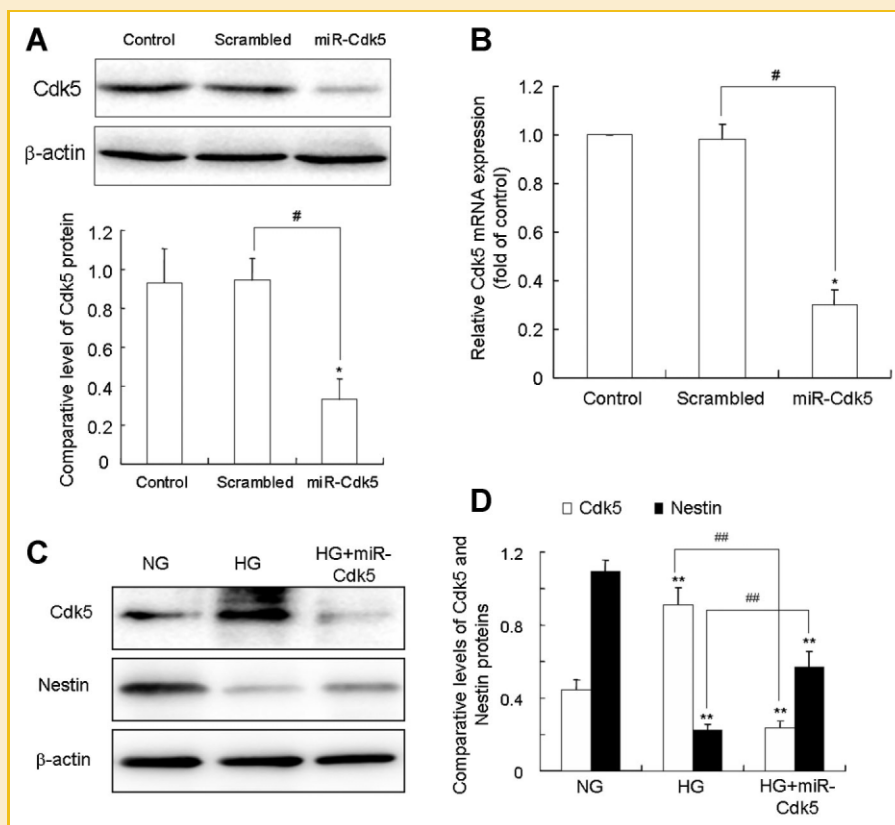 A
Control Scrambled miR-Cdk5
Cdk5
β-actin
#
1.2
1.0
0.8
0.6
0.4
0.2
0
*
Comparative level of Cdk5 protein
Control Scrambled miR-Cdk5
B
#
1.2
1.0
0.8
0.6
0.4
0.2
0
*
Relative Cdk5 mRNA expression
(fold of control)
Control Scrambled miR-Cdk5
C
NG HG HG+miR-
Cdk5
Cdk5
Nestin
β-actin
D
Cdk5 Nestin
##
##
1.2
0.8
0.4
0
**
**
**
**
Comparative levels of Cdk5 and
Nestin proteins
NG HG HG+miR-
Cdk5